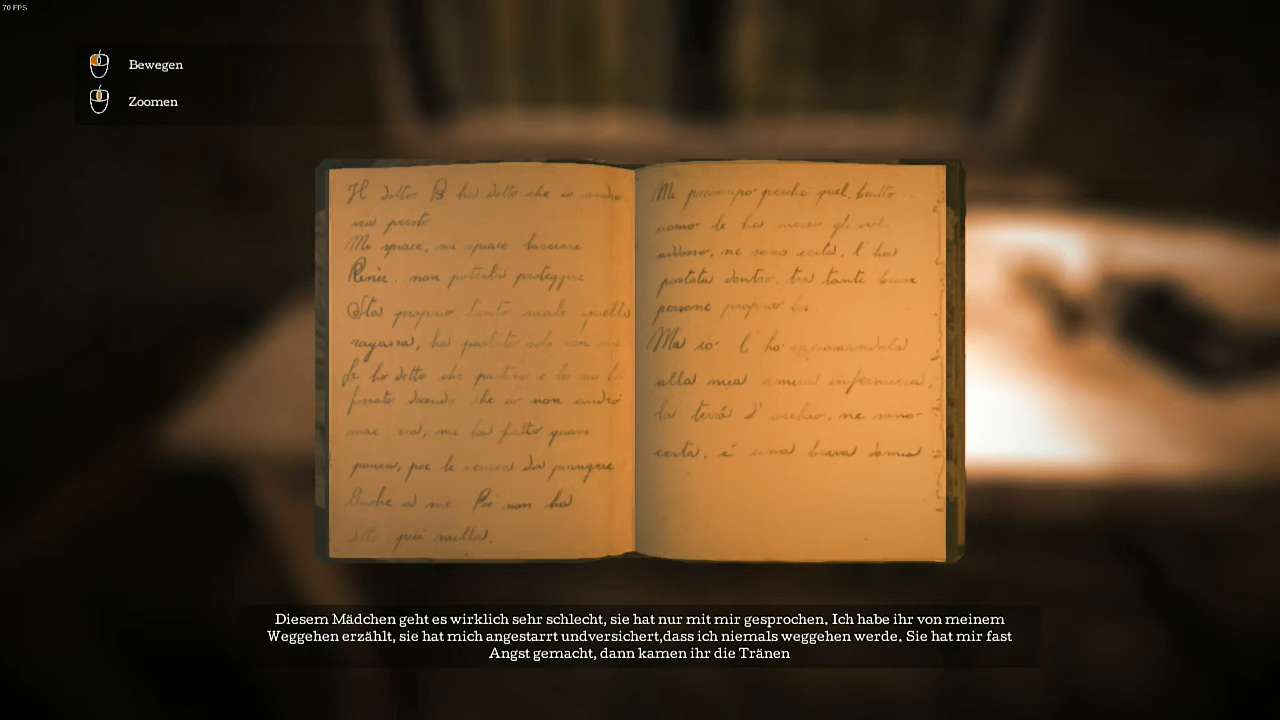 70 FPS
Bewegen
Zoomen
Il dottor B ha detto che io andrò
via presto
Mi spiace, mi spiace lasciare
Renée. non poterla proteggere
Sta proprio tanto male quella
ragazza, ha parlato solo con me
Le ho detto che partivo e lei mi ha
fissato dicendo che io non andrò
mai via, mi ha fatto quasi
paura, poi le veniva da piangere
Anche a me. Poi non ha
detto più nulla.
Mi preoccupo perché quel brutto
uomo le ha messo gli occhi
addosso, ne sono certa, l'ha
portata dentro, tra tante brave
persone proprio lui.
Ma io l'ho raccomandata
alla mia amica infermiera,
la terrà d'occhio, ne sono
certa, è una brava donna
Diesem Mädchen geht es wirklich sehr schlecht, sie hat nur mit mir gesprochen. Ich habe ihr von meinem
Weggehen erzählt, sie hat mich angestarrt undversichert,dass ich niemals weggehen werde. Sie hat mir fast
Angst gemacht, dann kamen ihr die Tränen